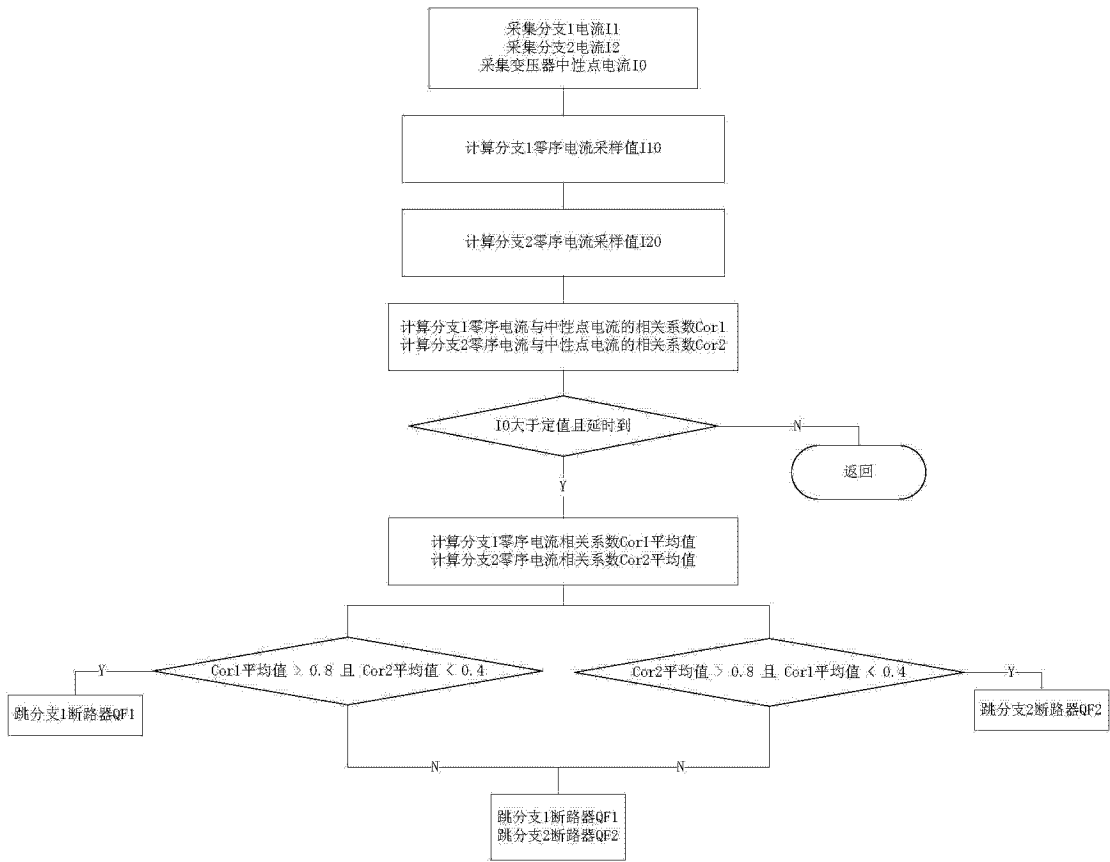 采集分支1电流I1
采集分支2电流I2
采集变压器中性点电流I0
计算分支1零序电流采样值I10
计算分支2零序电流采样值I20
计算分支1零序电流与中性点电流的相关系数Cor1
计算分支2零序电流与中性点电流的相关系数Cor2
I0大于定值且延时到
N
返回
Y
计算分支1零序电流相关系数Cor1平均值
计算分支2零序电流相关系数Cor2平均值
Y
Cor1平均值 > 0.8 且 Cor2平均值 < 0.4
Cor2平均值 > 0.8 且 Cor1平均值 < 0.4
Y
跳分支1断路器QF1
跳分支2断路器QF2
N
N
跳分支1断路器QF1
跳分支2断路器QF2